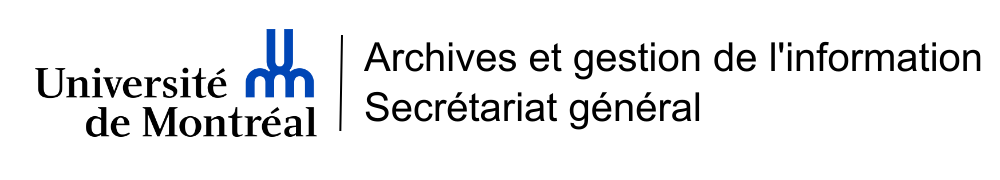 Université
de Montréal
Archives et gestion de l'information
Secrétariat général